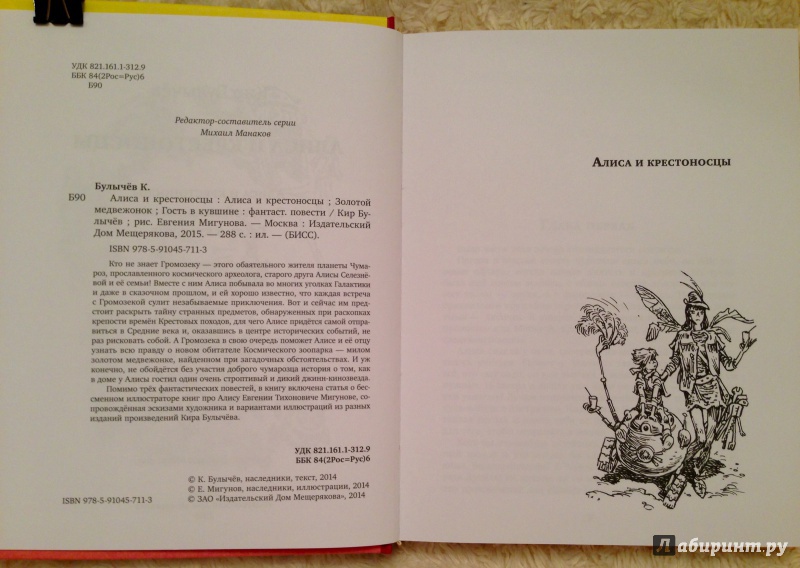 УДК 821.161.1-312.9
ББК 84(2Рос=Рус)6
Б90
Редактор-составитель серии
Михаил Манаков
Булычёв К.
Б90 Алиса и крестоносцы : Алиса и крестоносцы ; Золотой
медвежонок ; Гость в кувшине : фантаст. повести / Кир Бу-
лычёв ; рис. Евгения Мигунова. — Москва : Издательский
Дом Мещерякова, 2015. — 288 с. : ил. — (БИСС).
ISBN 978-5-91045-711-3
Кто не знает Громозеку — этого обаятельного жителя планеты Чума-
роз, прославленного космического археолога, старого друга Алисы Селезнё-
вой и её семьи! Вместе с ним Алиса побывала во многих уголках Галактики
и даже в сказочном прошлом, и ей хорошо известно, что каждая встреча
с Громозекой сулит незабываемые приключения. Вот и сейчас им пред-
стоит раскрыть тайну странных предметов, обнаруженных при раскопках
крепости времён Крестовых походов, для чего Алисе придётся самой отпра-
виться в Средние века и, оказавшись в центре исторических событий, не
раз рисковать собой. А Громозека в свою очередь поможет Алисе и её отцу
узнать всю правду о новом обитателе Космического зоопарка — милом
золотом медвежонке, найденном при загадочных обстоятельствах. И уж
конечно, не обойдётся без участия доброго чумарозца история о том, как
в доме у Алисы гостил один очень строптивый и дикий джинн-кинозвезда.
Помимо трёх фантастических повестей, в книгу включена статья о бес-
сменном иллюстраторе книг про Алису Евгении Тихоновиче Мигунове, со-
провождённая эскизами художника и вариантами иллюстраций из разных
изданий произведений Кира Булычёва.
УДК 821.161.1-312.9
ББК 84(2Рос=Рус)6
© К. Булычёв, наследники, текст, 2014
© Е. Мигунов, наследники, иллюстрации, 2014
ISBN 978-5-91045-711-3 © ЗАО «Издательский Дом Мещерякова», 2014
Алиса и крестоносцы
Лабиринт.ру